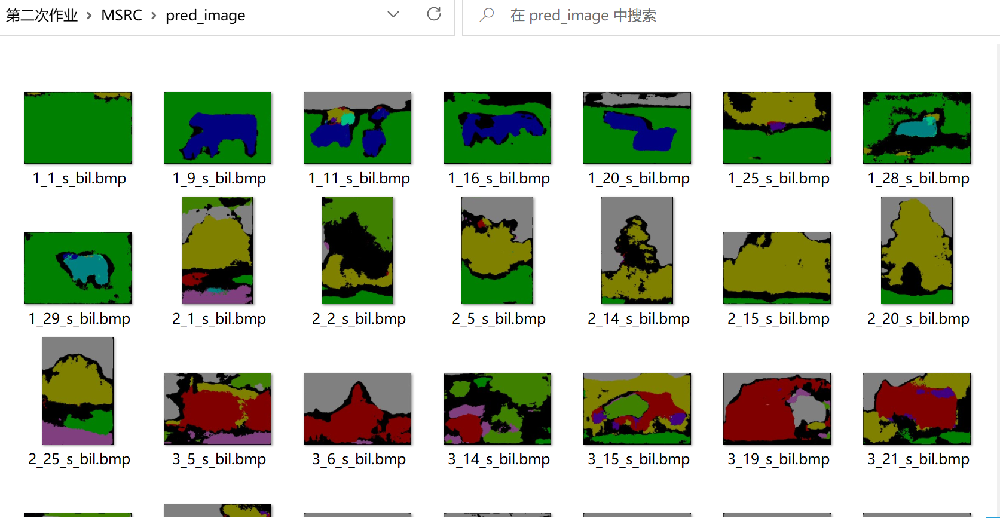 第二次作业 > MSRC > pred_image
在 pred_image 中搜索
1_1_s_bil.bmp 1_9_s_bil.bmp 1_11_s_bil.bmp 1_16_s_bil.bmp 1_20_s_bil.bmp 1_25_s_bil.bmp 1_28_s_bil.bmp
1_29_s_bil.bmp 2_1_s_bil.bmp 2_2_s_bil.bmp 2_5_s_bil.bmp 2_14_s_bil.bmp 2_15_s_bil.bmp 2_20_s_bil.bmp
2_25_s_bil.bmp 3_5_s_bil.bmp 3_6_s_bil.bmp 3_14_s_bil.bmp 3_15_s_bil.bmp 3_19_s_bil.bmp 3_21_s_bil.bmp